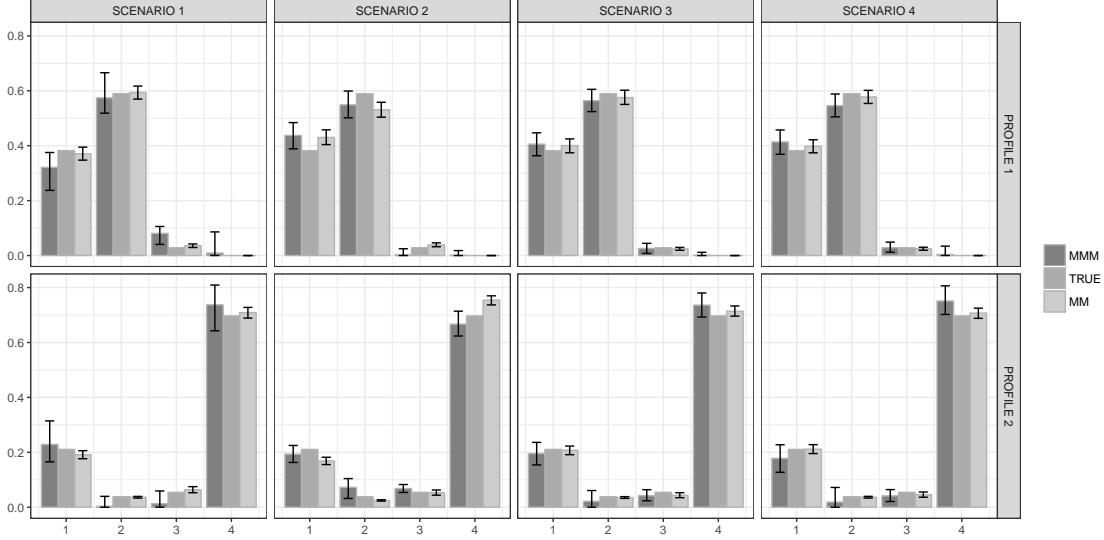 SCENARIO 1 SCENARIO 2 SCENARIO 3 SCENARIO 4
0.8
0.6
0.4
0.2
0.0
PROFILE 1
0.8
0.6
0.4
0.2
0.0
PROFILE 2
1 2 3 4 1 2 3 4 1 2 3 4 1 2 3 4
MMM
TRUE
MM